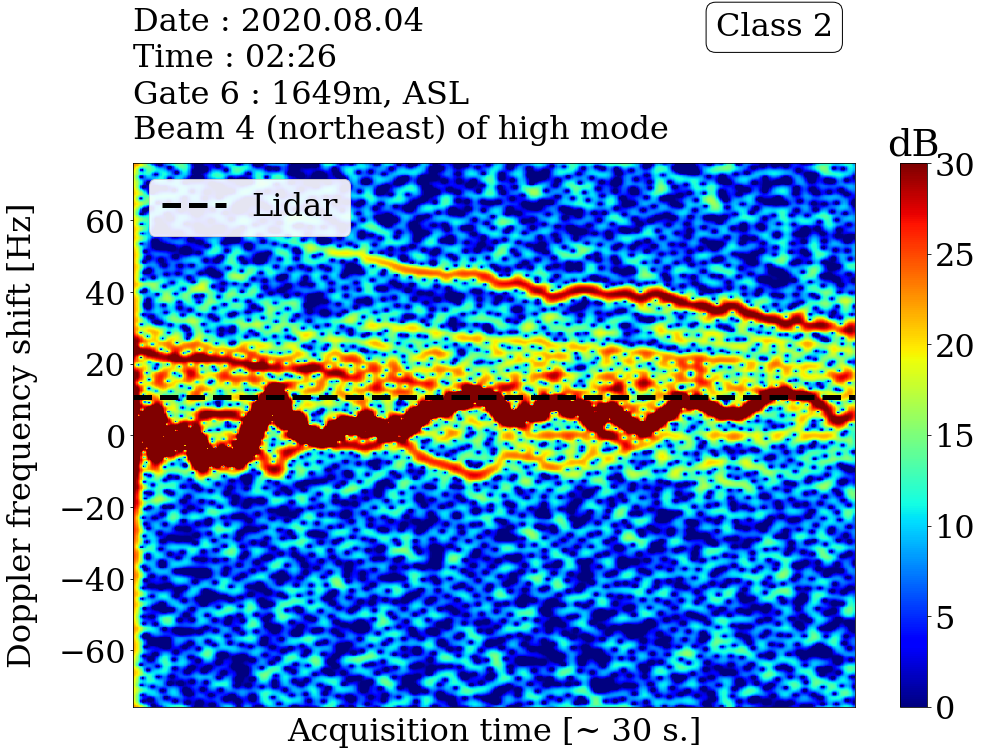 Date : 2020.08.04
Time : 02:26
Gate 6 : 1649m, ASL
Beam 4 (northeast) of high mode
Class 2
dB
Lidar
Doppler frequency shift [Hz]
60
40
20
0
−20
−40
−60
30
25
20
15
10
5
0
Acquisition time [~ 30 s.]